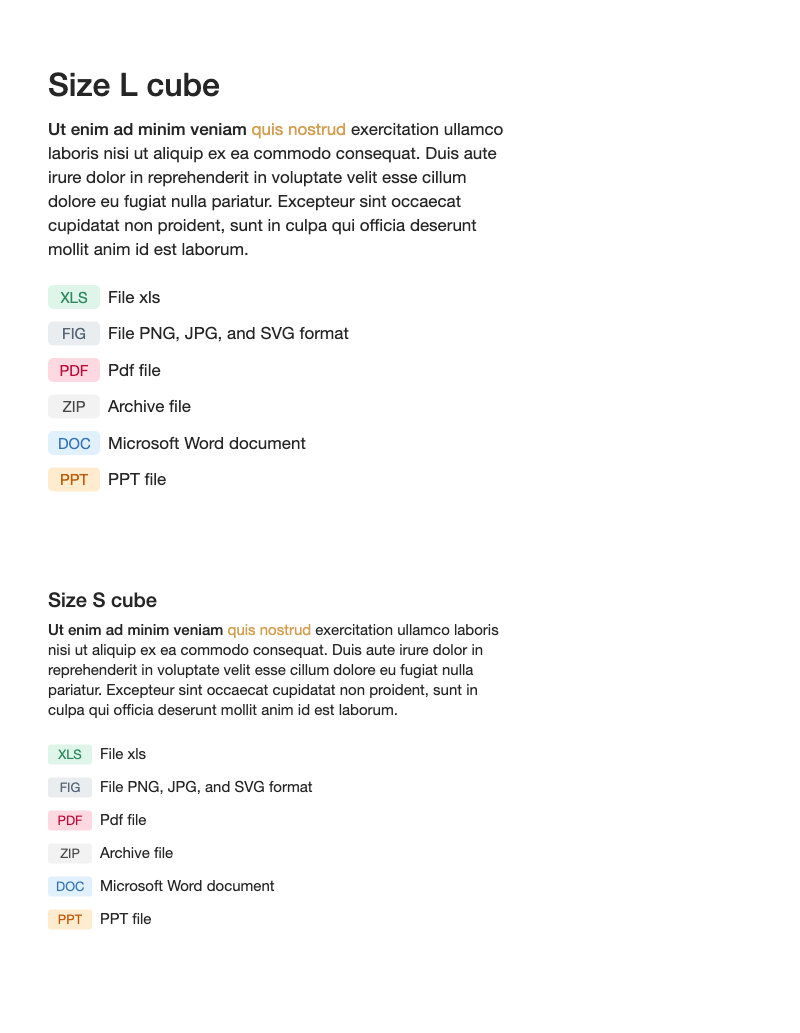 Size L cube
Ut enim ad minim veniam quis nostrud exercitation ullamco
laboris nisi ut aliquip ex ea commodo consequat. Duis aute
irure dolor in reprehenderit in voluptate velit esse cillum
dolore eu fugiat nulla pariatur. Excepteur sint occaecat
cupidatat non proident, sunt in culpa qui officia deserunt
mollit anim id est laborum.
XLS File xls
FIG File PNG, JPG, and SVG format
PDF Pdf file
ZIP Archive file
DOC Microsoft Word document
PPT PPT file
Size S cube
Ut enim ad minim veniam quis nostrud exercitation ullamco laboris
nisi ut aliquip ex ea commodo consequat. Duis aute irure dolor in
reprehenderit in voluptate velit esse cillum dolore eu fugiat nulla
pariatur. Excepteur sint occaecat cupidatat non proident, sunt in
culpa qui officia deserunt mollit anim id est laborum.
XLS File xls
FIG File PNG, JPG, and SVG format
PDF Pdf file
ZIP Archive file
DOC Microsoft Word document
PPT PPT file